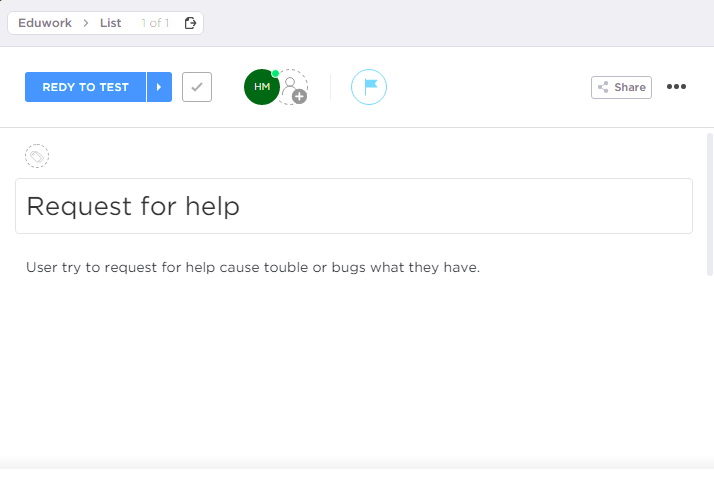 Eduwork > List 1 of 1
REDY TO TEST
HM
Share
Request for help
User try to request for help cause touble or bugs what they have.